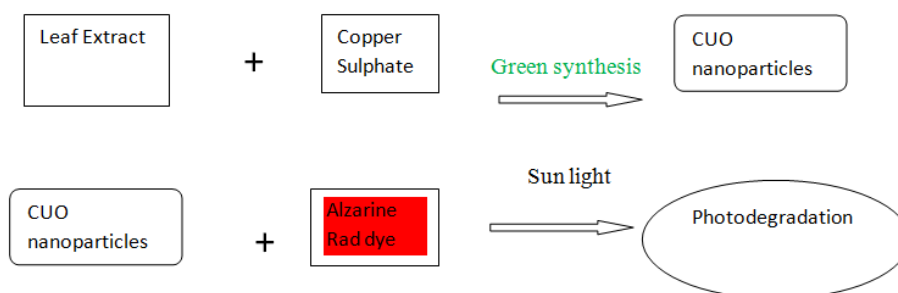 Leaf Extract
+
Copper
Sulphate
Green synthesis
CUO
nanoparticles
CUO
nanoparticles
+
Alzarine
Rad dye
Sun light
Photodegradation